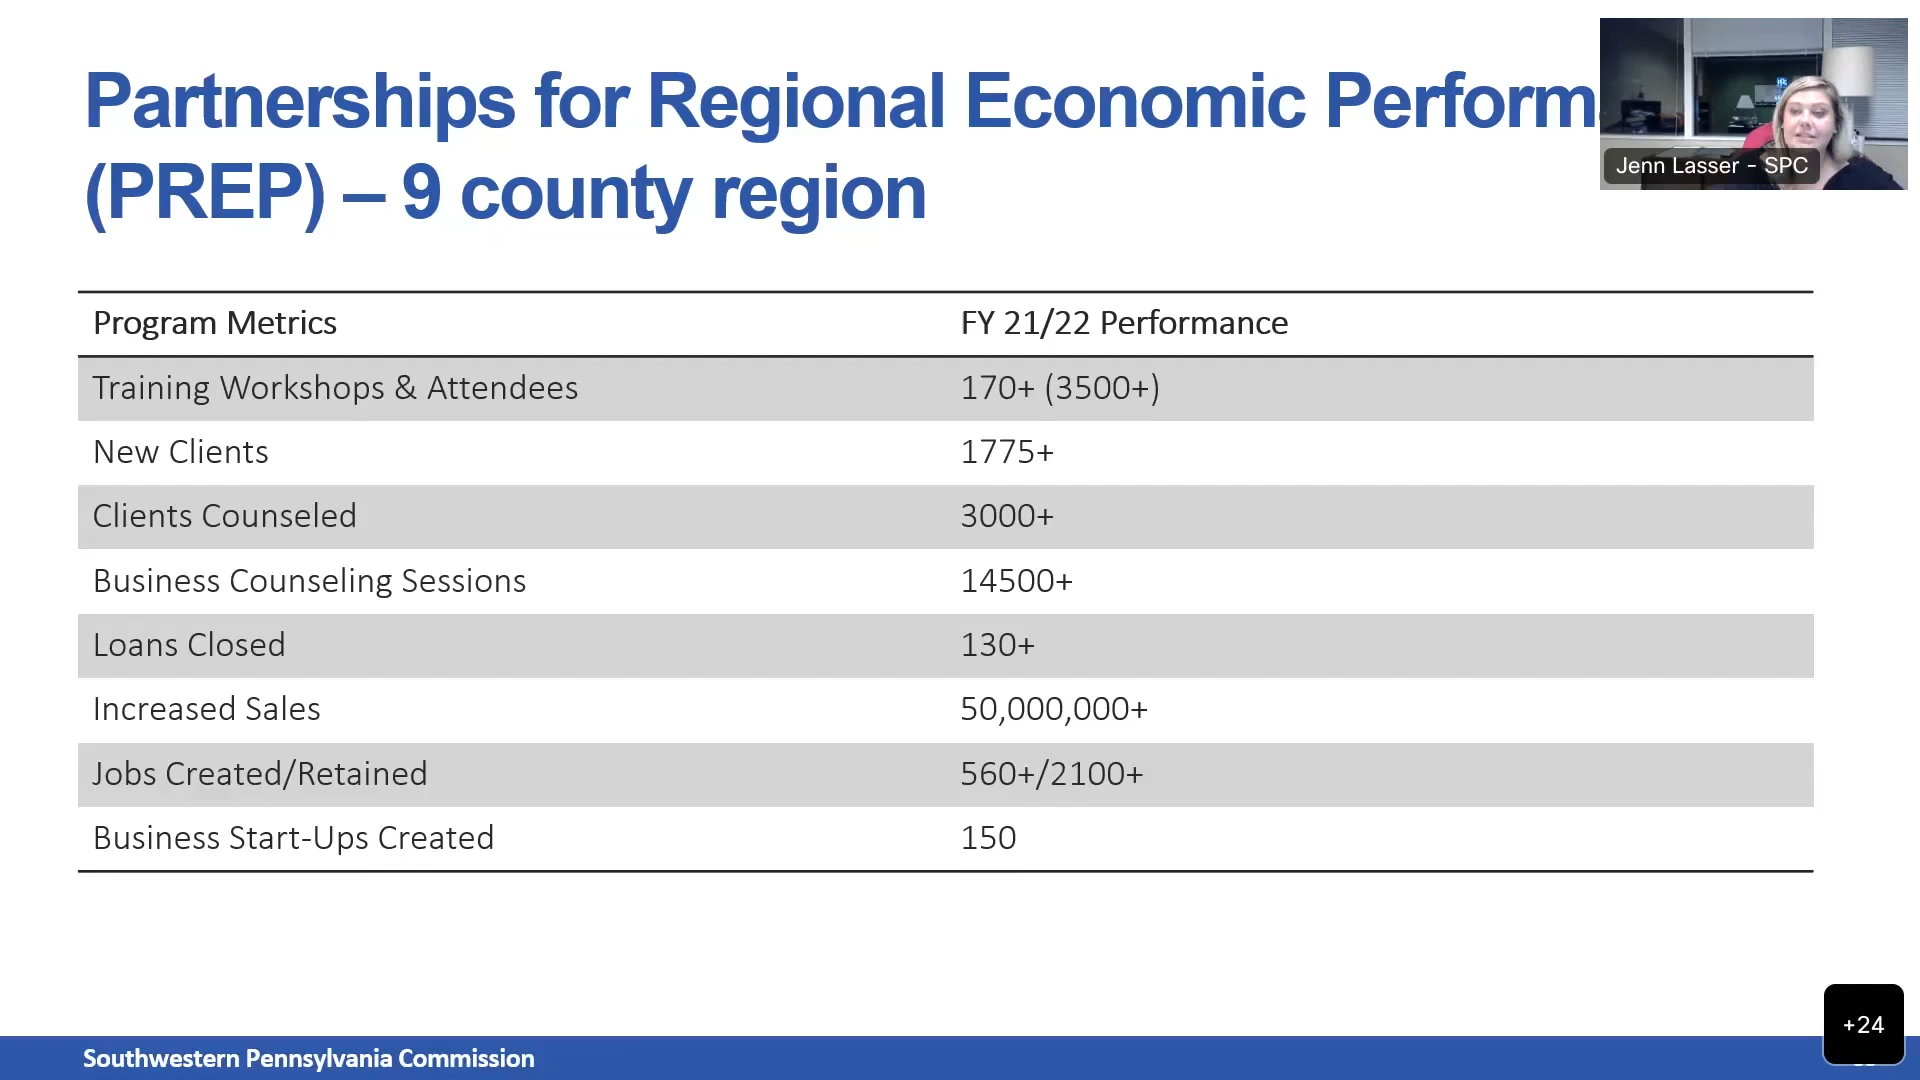 Partnerships for Regional Economic Perform
(PREP) – 9 county region
Jenn Lasser - SPC
Program Metrics FY 21/22 Performance
Training Workshops & Attendees 170+ (3500+)
New Clients 1775+
Clients Counseled 3000+
Business Counseling Sessions 14500+
Loans Closed 130+
Increased Sales 50,000,000+
Jobs Created/Retained 560+/2100+
Business Start-Ups Created 150
+24
Southwestern Pennsylvania Commission